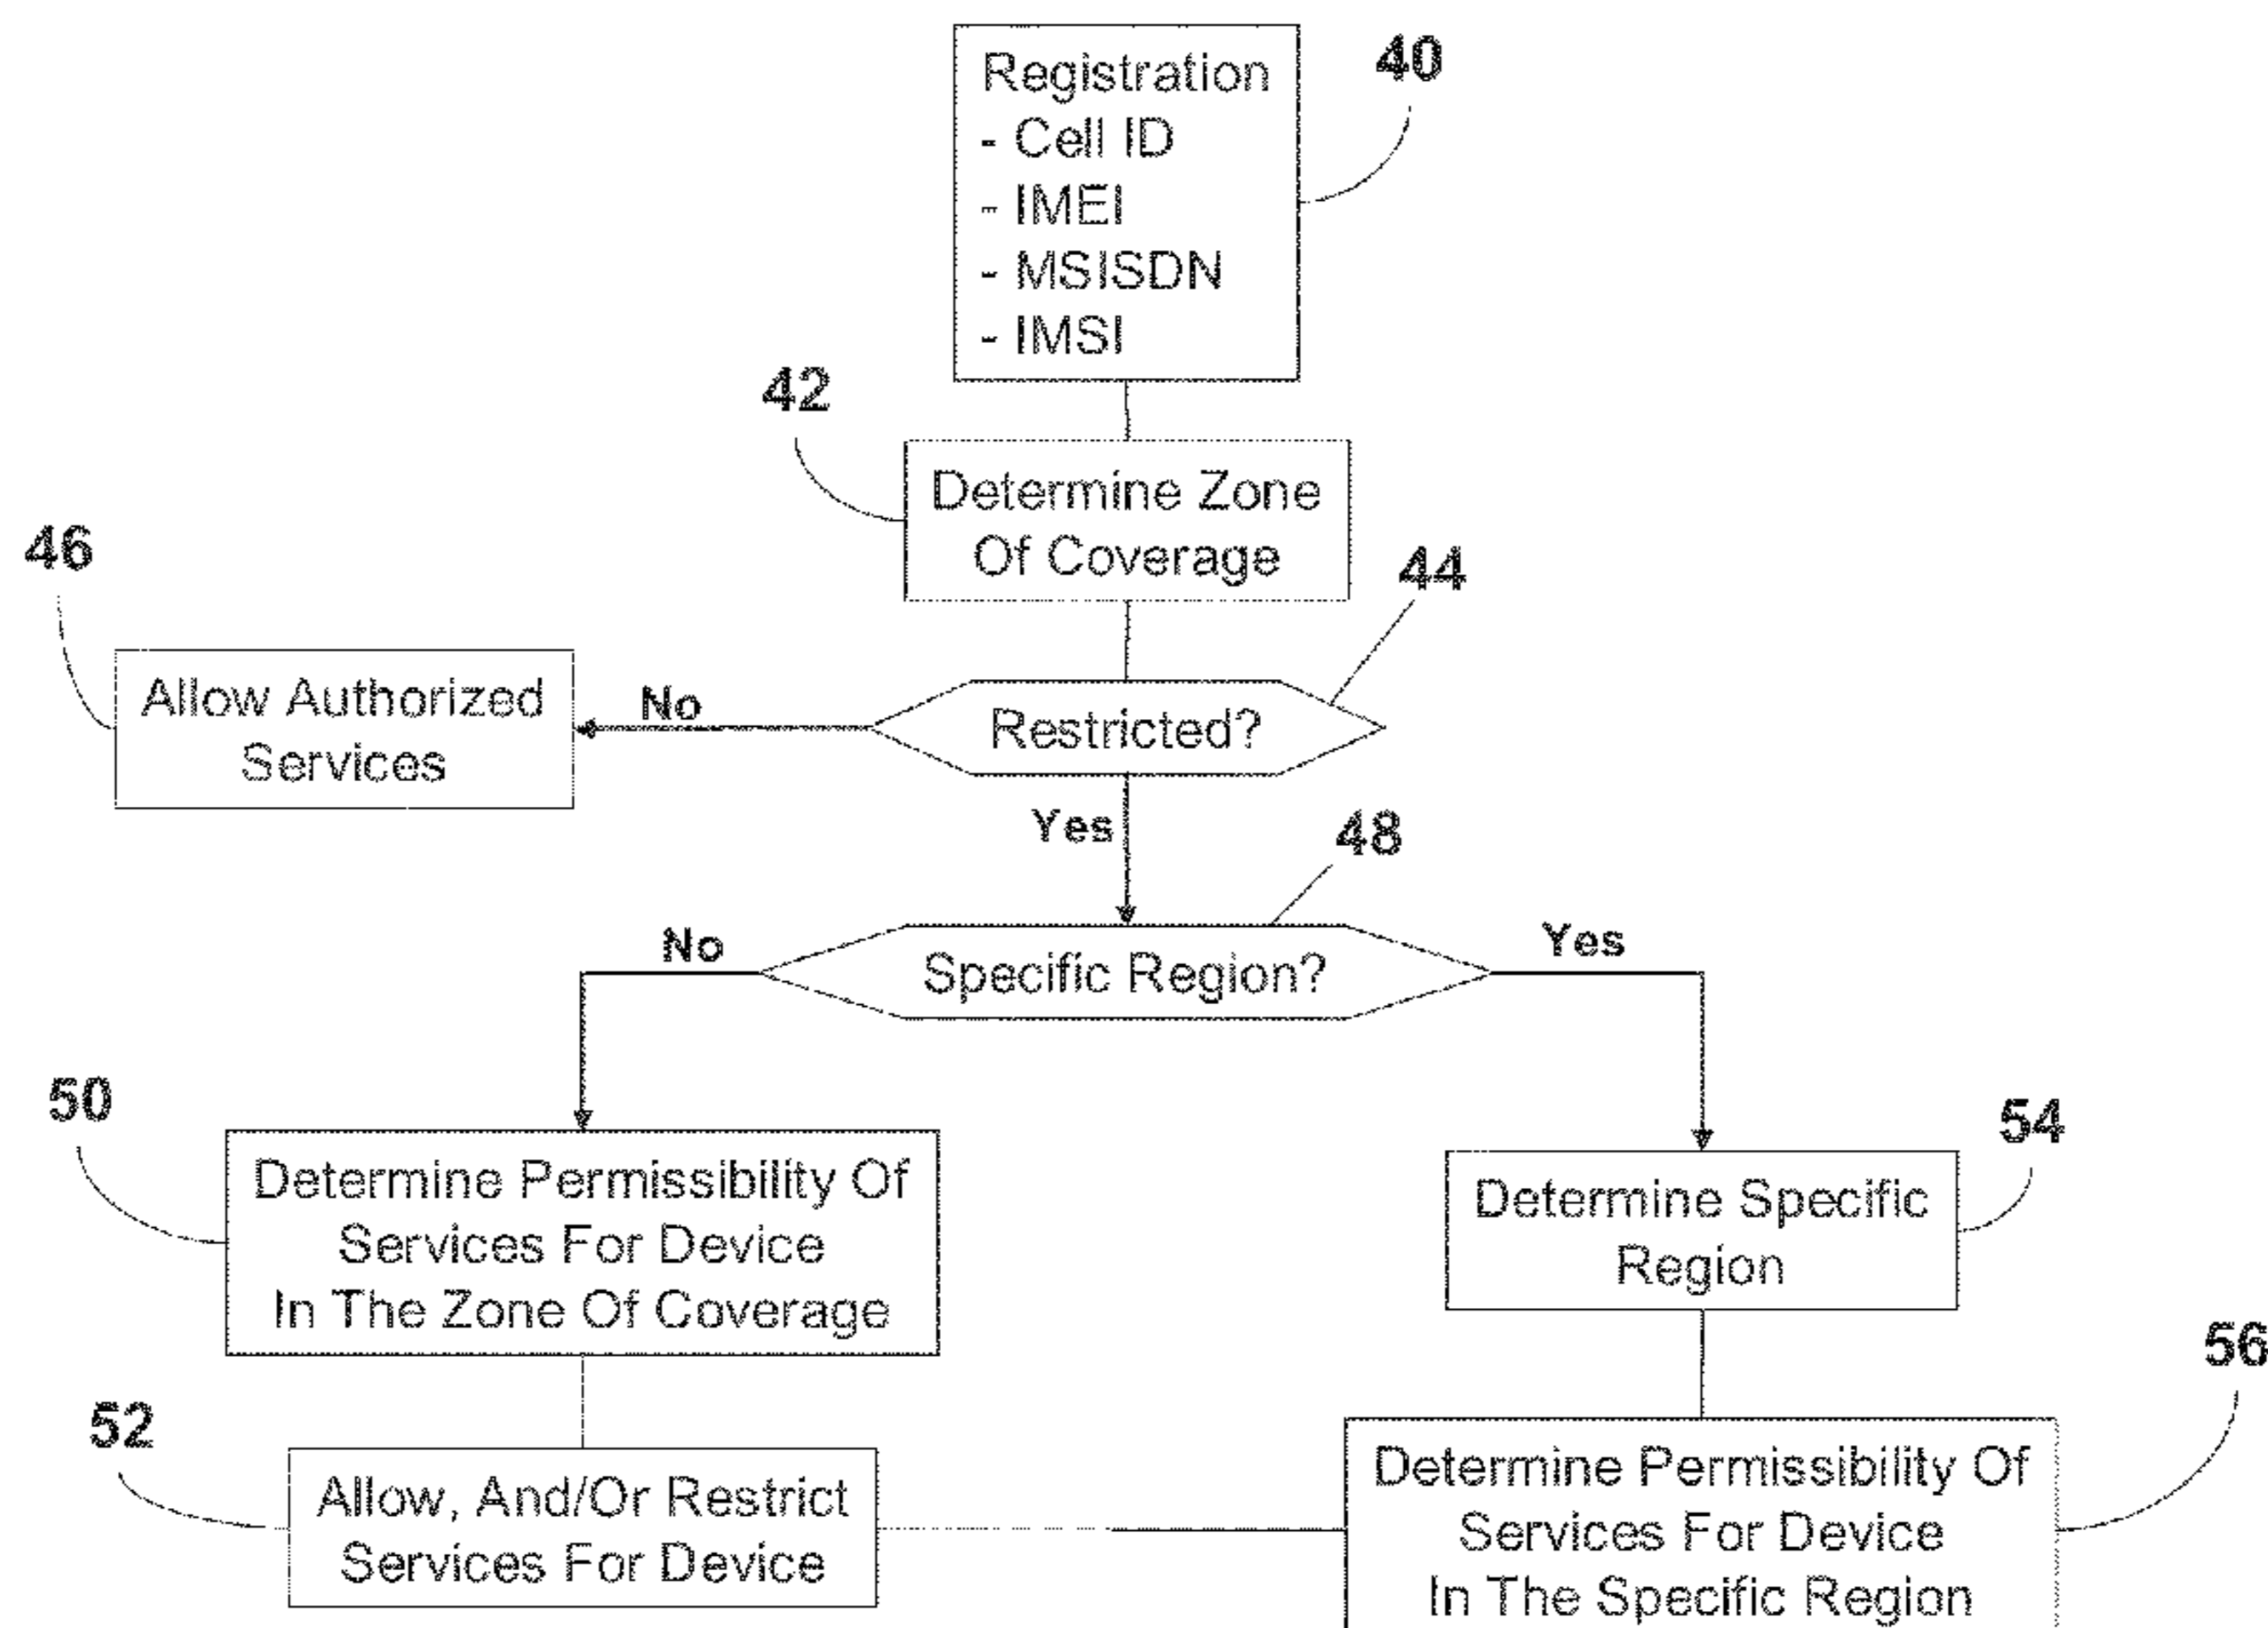 40
Registration
- Cell ID
- IMEI
- MSISDN
- IMSI
42
Determine Zone
Of Coverage
44
46
Allow Authorized
Services
No
Restricted?
Yes
48
No
Specific Region?
Yes
50
Determine Permissibility Of
Services For Device
In The Zone Of Coverage
54
Determine Specific
Region
52
Allow, And/Or Restrict
Services For Device
56
Determine Permissibility Of
Services For Device
In The Specific Region